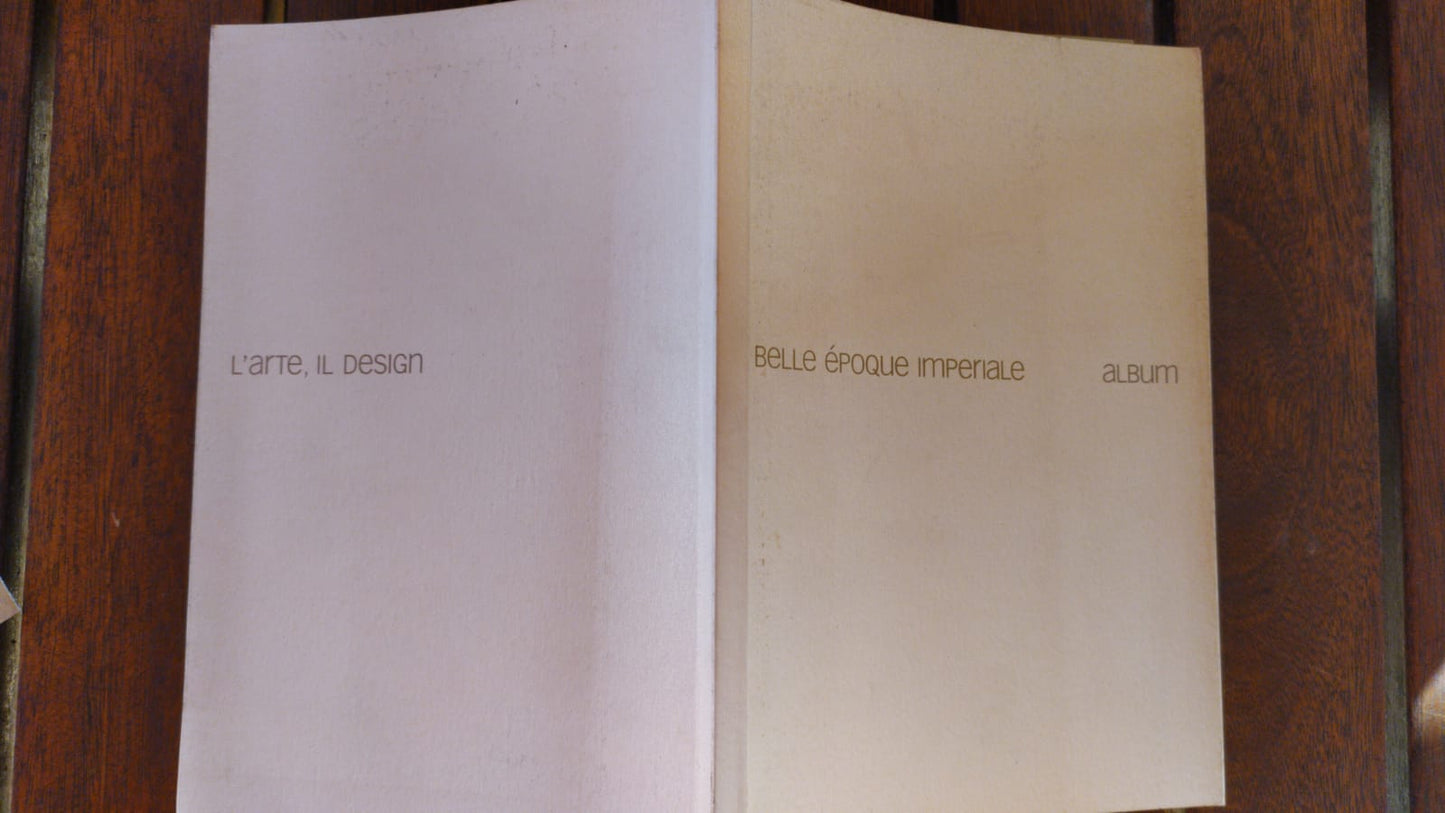 L'arte, il design
Belle époque imperiale album